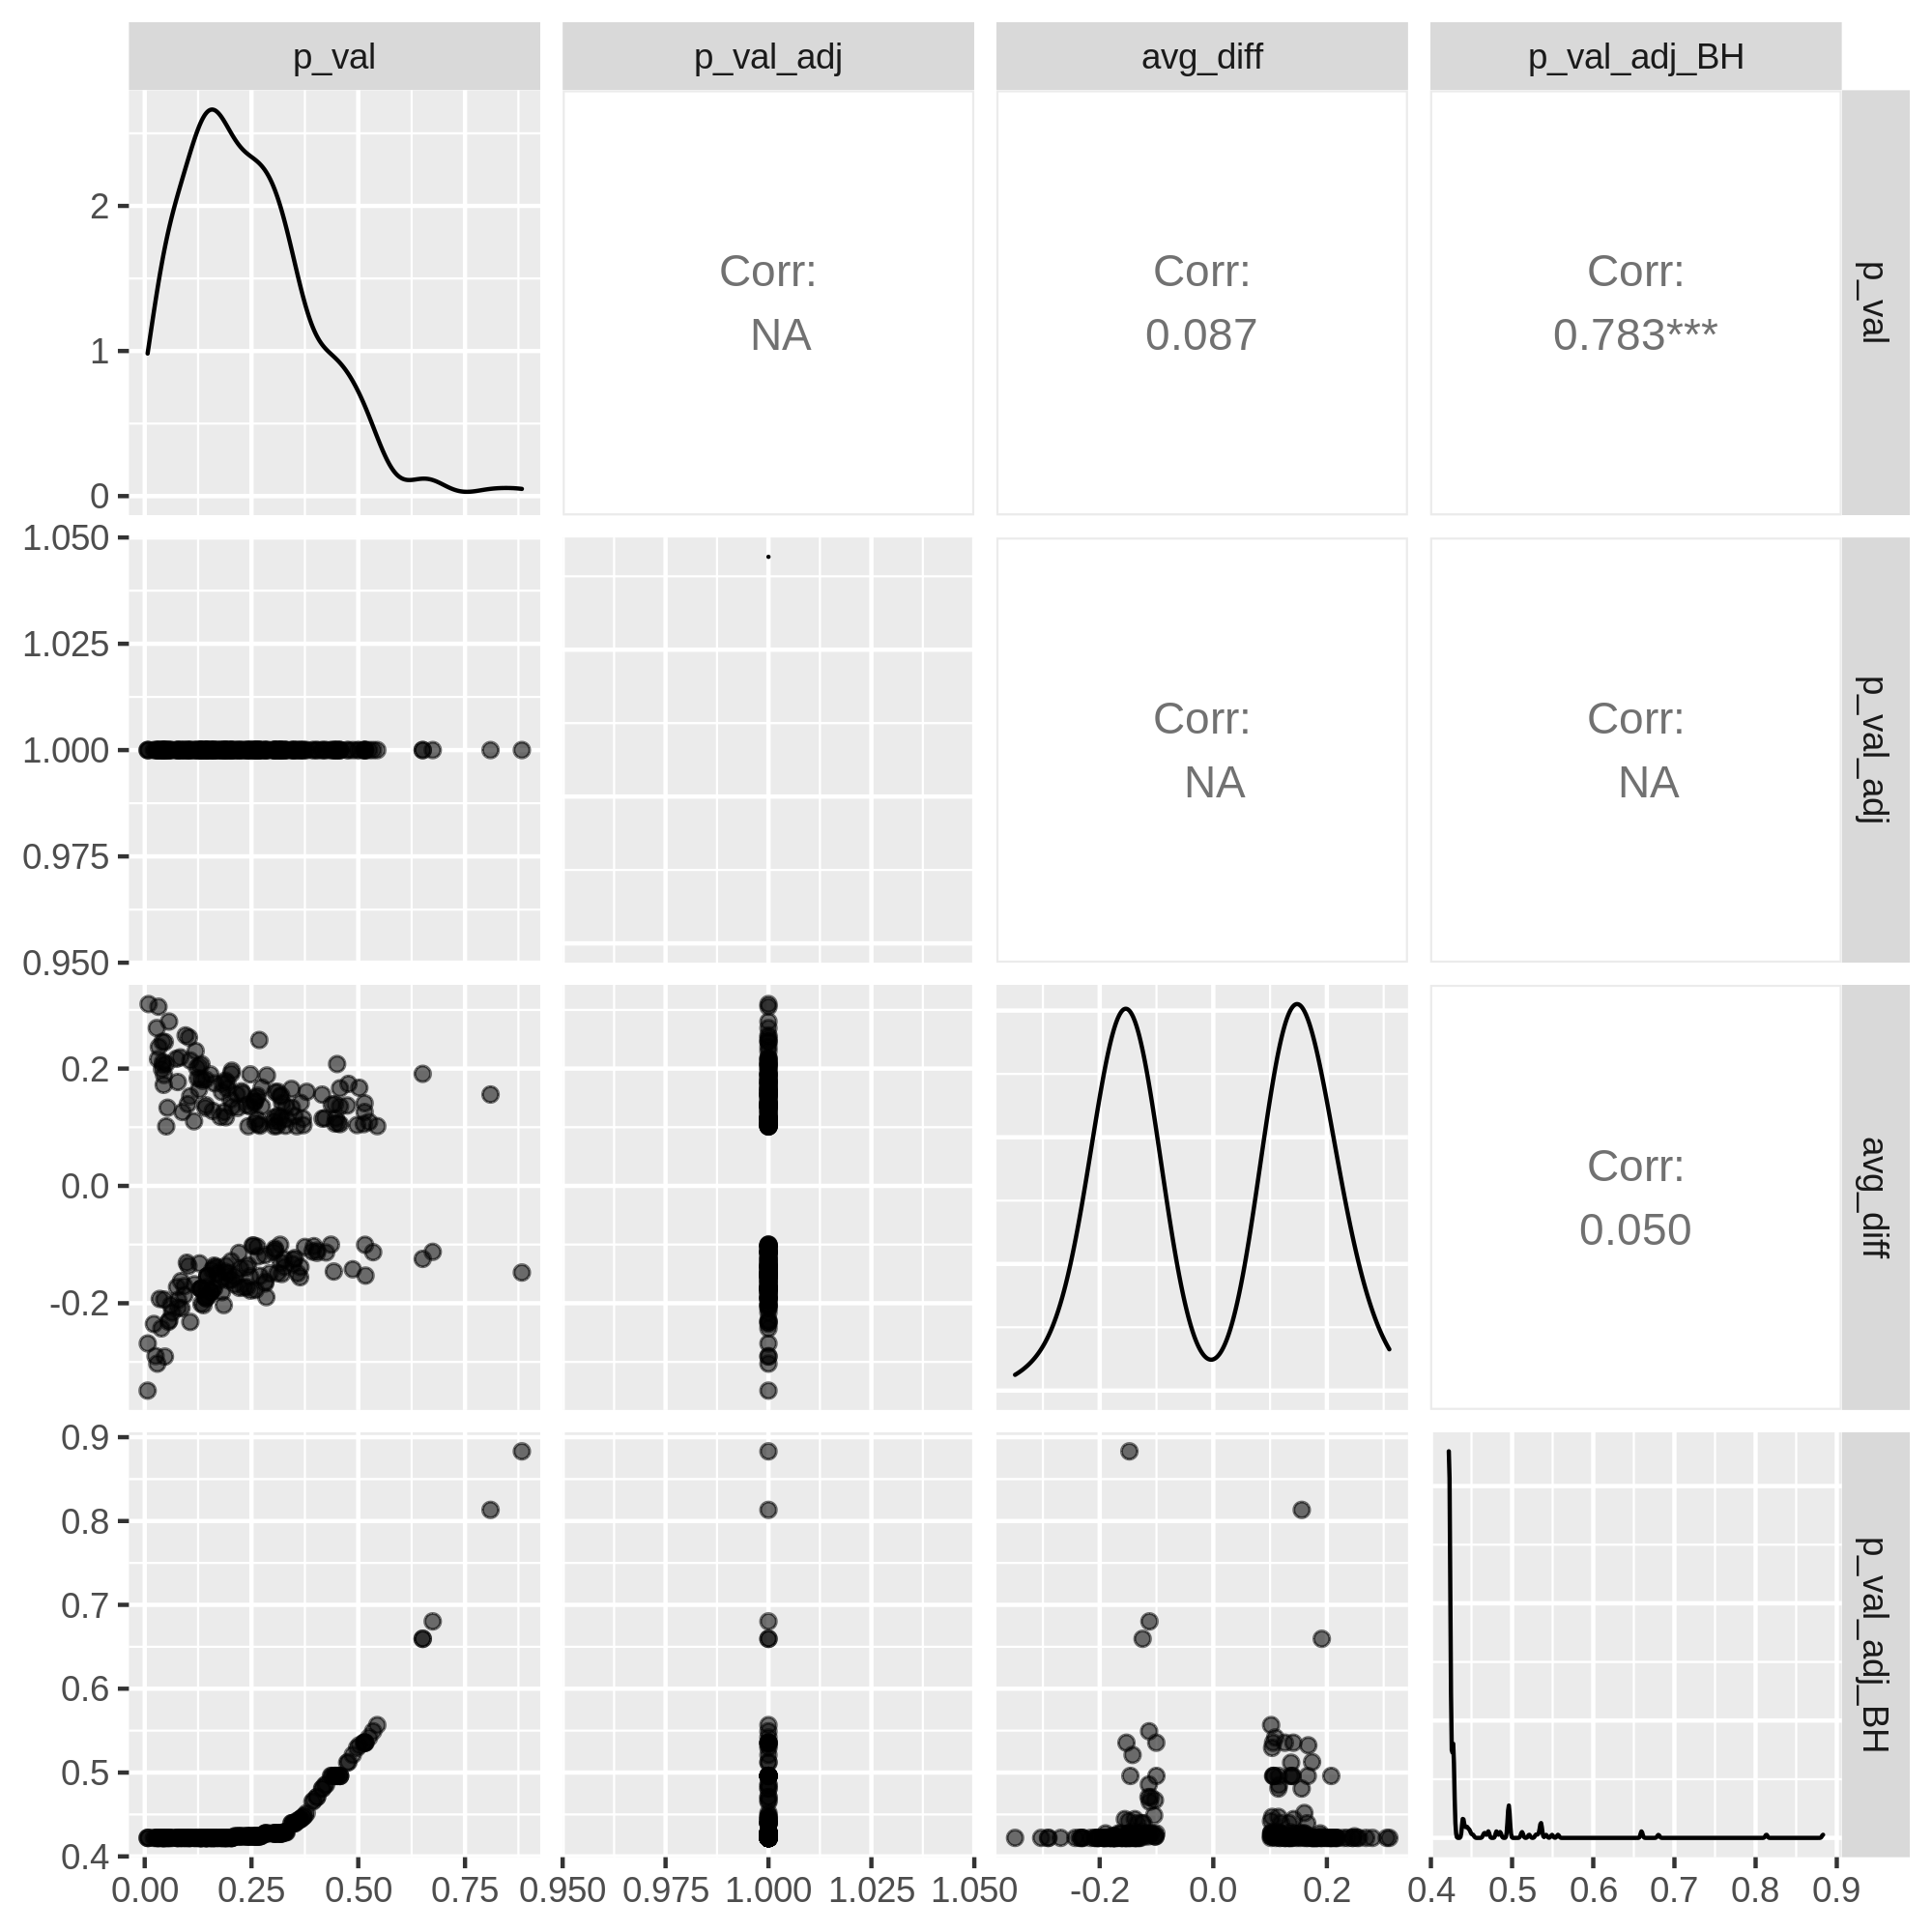 p_val p_val_adj avg_diff p_val_adj_BH
2
1
0
Corr:
NA
Corr:
0.087
Corr:
0.783***
p_val
1.050
1.025
1.000
0.975
0.950
Corr:
NA
Corr:
NA
p_val_adj
0.2
0.0
-0.2
Corr:
0.050
avg_diff
0.9
0.8
0.7
0.6
0.5
0.4
p_val_adj_BH
0.00 0.25 0.50 0.75 0.950 0.975 1.000 1.025 1.050 -0.2 0.0 0.2 0.4 0.5 0.6 0.7 0.8 0.9